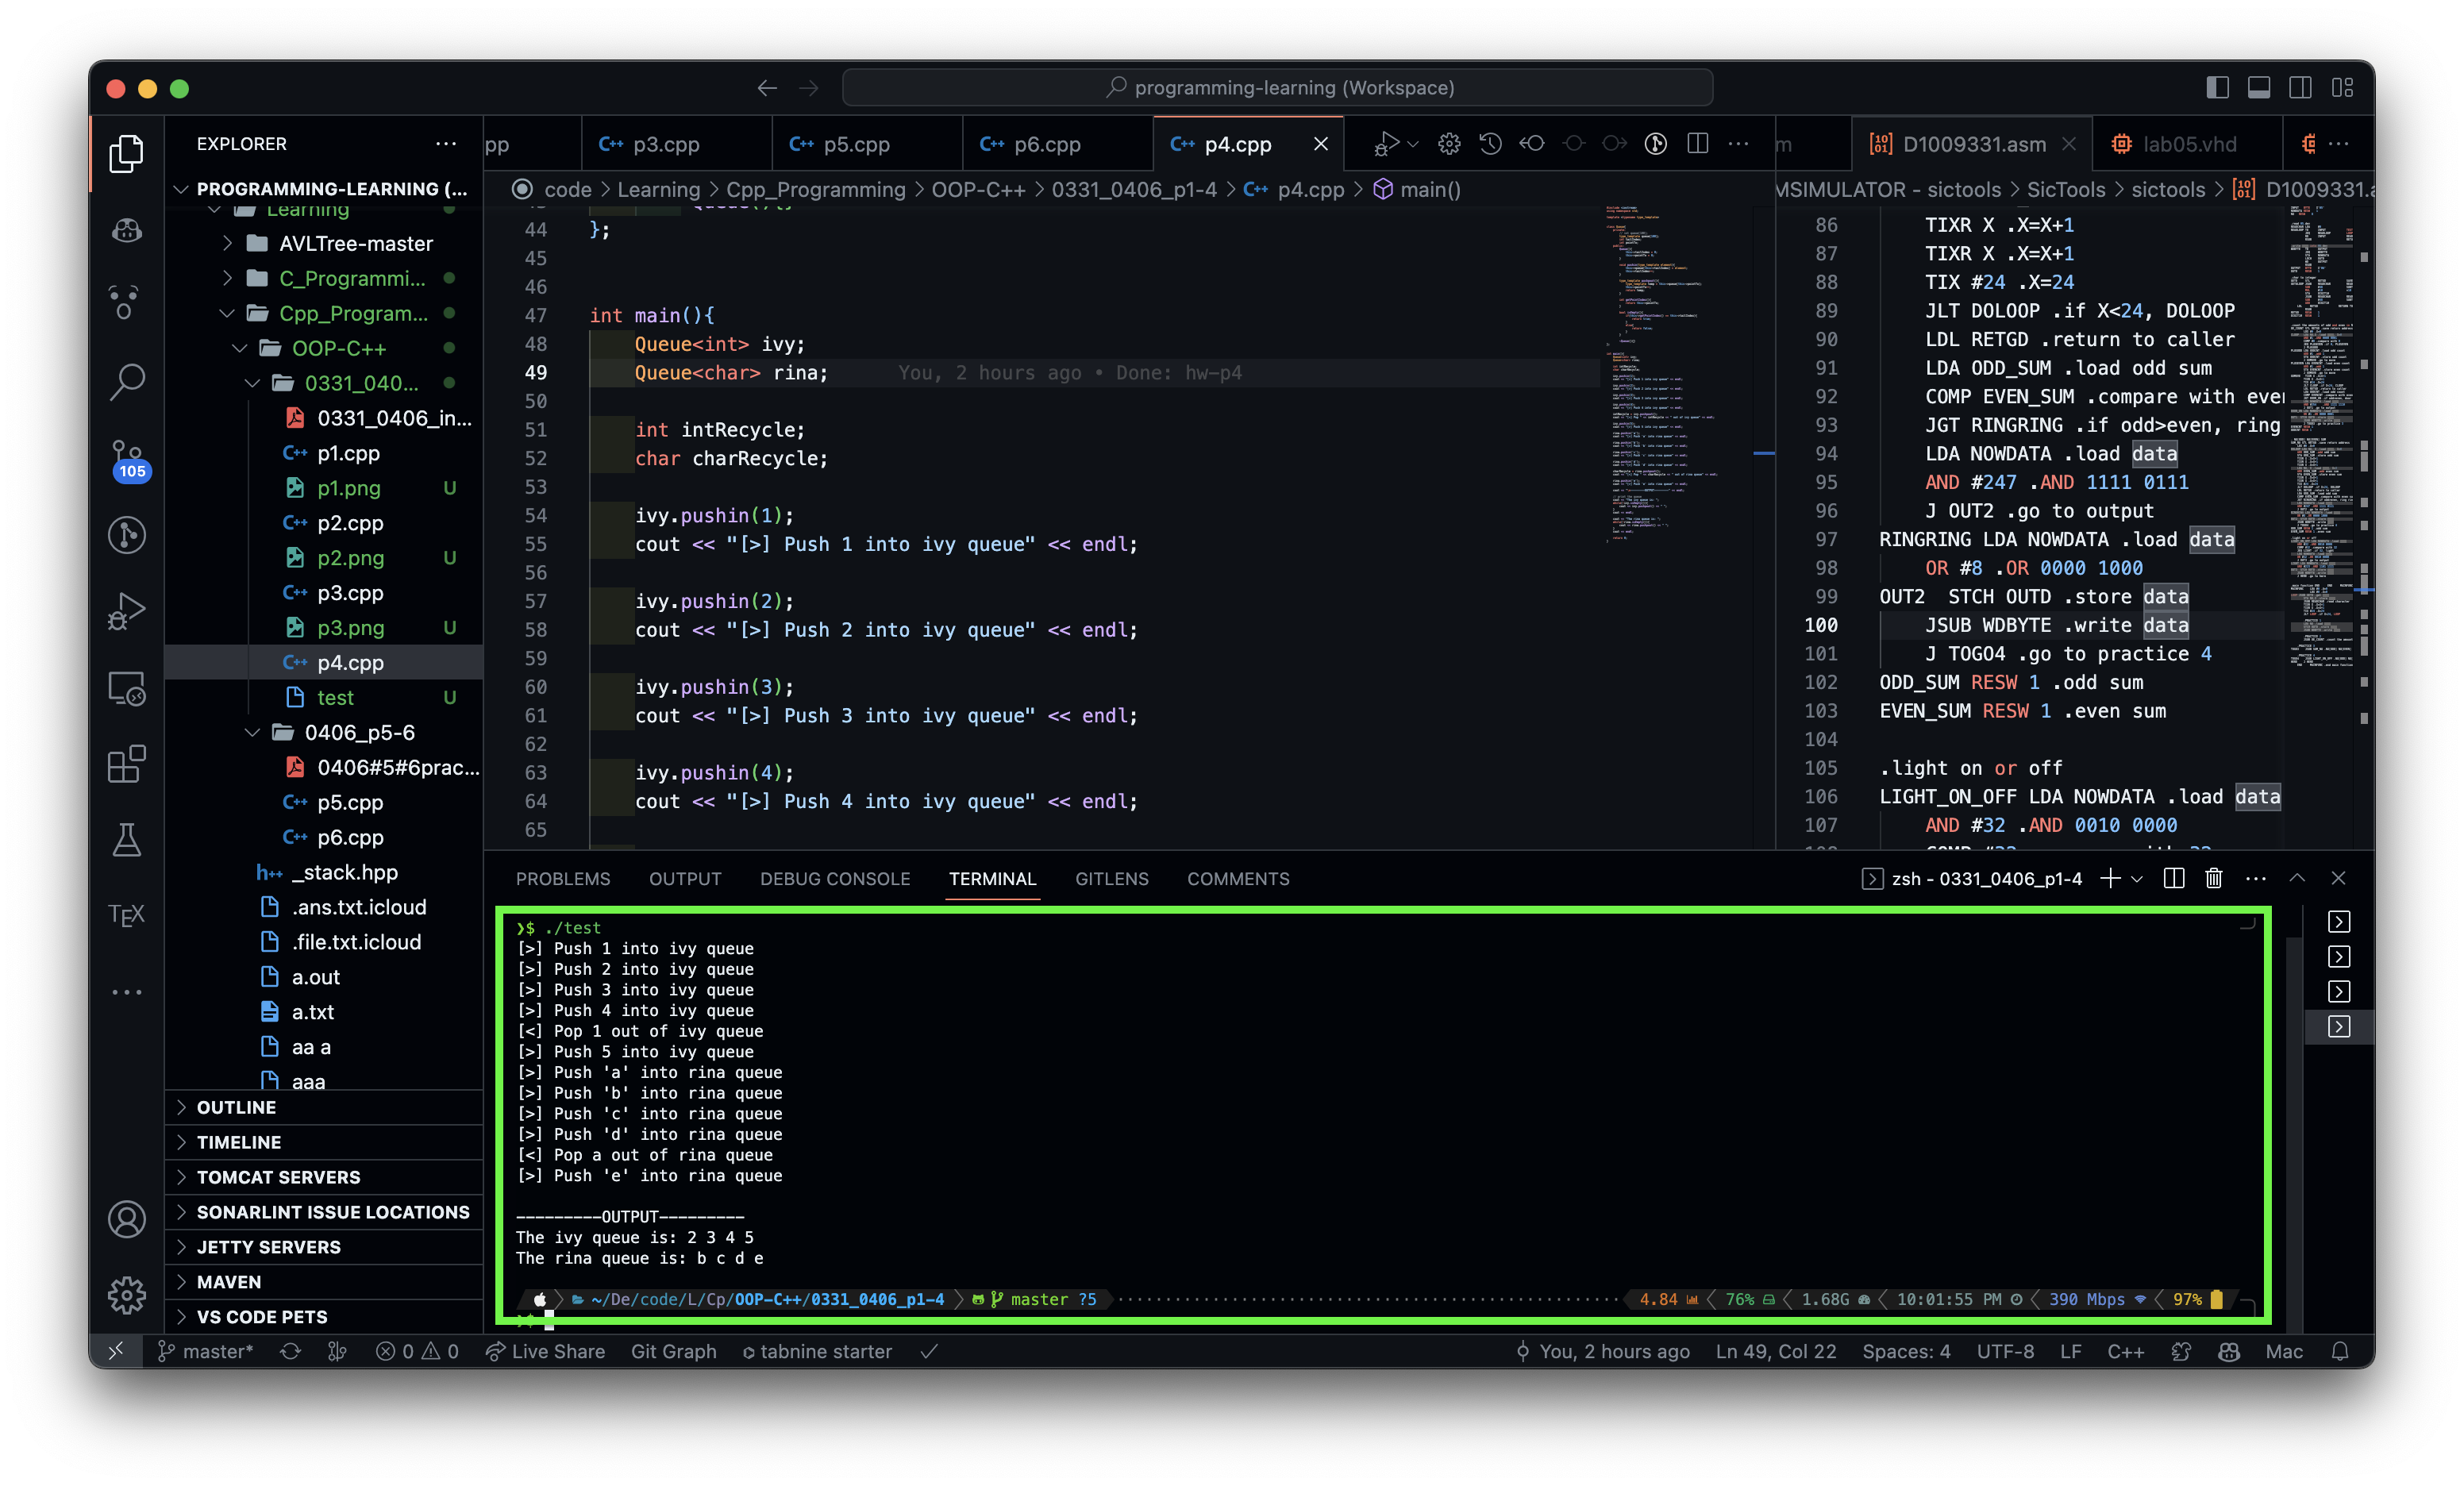 programming-learning (Workspace)
EXPLORER
PROGRAMMING-LEARNING (...
Learning
AVLTree-master
C_Programmi...
Cpp_Program...
OOP-C++
0331_040...
0331_0406_in...
p1.cpp
p1.png U
p2.cpp
p2.png U
p3.cpp
p3.png U
p4.cpp
test U
0406_p5-6
0406#5#6prac...
p5.cpp
p6.cpp
_stack.hpp
.ans.txt.icloud
.file.txt.icloud
a.out
a.txt
aa a
aaa
OUTLINE
TIMELINE
TOMCAT SERVERS
SONARLINT ISSUE LOCATIONS
JETTY SERVERS
MAVEN
VS CODE PETS
105
TEX
pp
p3.cpp
p5.cpp
p6.cpp
p4.cpp
code > Learning > Cpp_Programming > OOP-C++ > 0331_0406_p1-4 > p4.cpp > main()
44 };
45
46
47 int main(){
48 Queue<int> ivy;
49 Queue<char> rina; You, 2 hours ago • Done: hw-p4
50
51 int intRecycle;
52 char charRecycle;
53
54 ivy.pushin(1);
55 cout << "[>] Push 1 into ivy queue" << endl;
56
57 ivy.pushin(2);
58 cout << "[>] Push 2 into ivy queue" << endl;
59
60 ivy.pushin(3);
61 cout << "[>] Push 3 into ivy queue" << endl;
62
63 ivy.pushin(4);
64 cout << "[>] Push 4 into ivy queue" << endl;
65
m
D1009331.asm
lab05.vhd
MSIMULATOR - sictools > SicTools > sictools > D1009331.a
86 TIXR X .X=X+1
87 TIXR X .X=X+1
88 TIX #24 .X=24
89 JLT DOLOOP .if X<24, DOLOOP
90 LDL RETGD .return to caller
91 LDA ODD_SUM .load odd sum
92 COMP EVEN_SUM .compare with even
93 JGT RINGRING .if odd>even, ring
94 LDA NOWDATA .load data
95 AND #247 .AND 1111 0111
96 J OUT2 .go to output
97 RINGRING LDA NOWDATA .load data
98 OR #8 .OR 0000 1000
99 OUT2 STCH OUTD .store data
100 JSUB WDBYTE .write data
101 J TOGO4 .go to practice 4
102 ODD_SUM RESW 1 .odd sum
103 EVEN_SUM RESW 1 .even sum
104
105 .light on or off
106 LIGHT_ON_OFF LDA NOWDATA .load data
107 AND #32 .AND 0010 0000
PROBLEMS OUTPUT DEBUG CONSOLE TERMINAL GITLENS COMMENTS
zsh - 0331_0406_p1-4
❯$ ./test
[>] Push 1 into ivy queue
[>] Push 2 into ivy queue
[>] Push 3 into ivy queue
[>] Push 4 into ivy queue
[<] Pop 1 out of ivy queue
[>] Push 5 into ivy queue
[>] Push 'a' into rina queue
[>] Push 'b' into rina queue
[>] Push 'c' into rina queue
[>] Push 'd' into rina queue
[<] Pop a out of rina queue
[>] Push 'e' into rina queue
---------OUTPUT---------
The ivy queue is: 2 3 4 5
The rina queue is: b c d e
~/De/code/L/Cp/OOP-C++/0331_0406_p1-4 master ?5 4.84 76% 1.68G 10:01:55 PM 390 Mbps 97%
master* 0 0 Live Share Git Graph tabnine starter You, 2 hours ago Ln 49, Col 22 Spaces: 4 UTF-8 LF C++ Mac